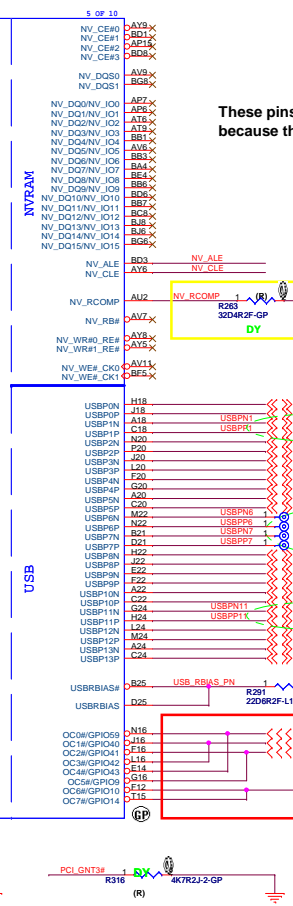 5 OF 10
NV_CE#0 AY9
NV_CE#1 BD1
NV_CE#2 AP15
NV_CE#3 BD8
NV_DQS0 AV9
NV_DQS1 BG8
These pins
because th
NV_DQ0/NV_IO0 AP7
NV_DQ1/NV_IO1 AP6
NV_DQ2/NV_IO2 AT6
NV_DQ3/NV_IO3 AT9
NV_DQ4/NV_IO4 BB1
NV_DQ5/NV_IO5 AV6
NV_DQ6/NV_IO6 BB3
NV_DQ7/NV_IO7 BA4
NV_DQ8/NV_IO8 BE4
NV_DQ9/NV_IO9 BB6
NV_DQ10/NV_IO10 BD6
NV_DQ11/NV_IO11 BB7
NV_DQ12/NV_IO12 BC8
NV_DQ13/NV_IO13 BJ8
NV_DQ14/NV_IO14 BJ6
NV_DQ15/NV_IO15 BG6
NVRAM
NV_ALE BD3 NV_ALE
NV_CLE AY6 NV_CLE
NV_RCOMP AU2 NV_RCOMP 1 (R)
R263
32D4R2F-GP
DY
NV_RB# AV7
NV_WR#0_RE# AY8
NV_WR#1_RE# AY5
NV_WE#_CK0 AV11
NV_WE#_CK1 BF5
USB
USBP0N H18
USBP0P J18
USBP1N A18 USBPN1
USBP1P C18 USBPP1
USBP2N N20
USBP2P P20
USBP3N J20
USBP3P L20
USBP4N F20
USBP4P G20
USBP5N A20
USBP5P C20
USBP6N M22 USBPN6 1
USBP6P N22 USBPP6 1
USBP7N B21 USBPN7 1
USBP7P D21 USBPP7 1
USBP8N H22
USBP8P J22
USBP9N E22
USBP9P F22
USBP10N A22
USBP10P C22
USBP11N G24 USBPN11
USBP11P H24 USBPP11
USBP12N L24
USBP12P M24
USBP13N A24
USBP13P C24
USBRBIAS# B25 USB_RBIAS_PN 1
R291
22D6R2F-L1
USBRBIAS D25
OC0#/GPIO59 N16
OC1#/GPIO40 J16
OC2#/GPIO41 F16
OC3#/GPIO42 L16
OC4#/GPIO43 E14
OC5#/GPIO9 G16
OC6#/GPIO10 F12
OC7#/GPIO14 T15
GP
PCI_GNT3# 1 DY
R316 4K7R2J-2-GP
(R)